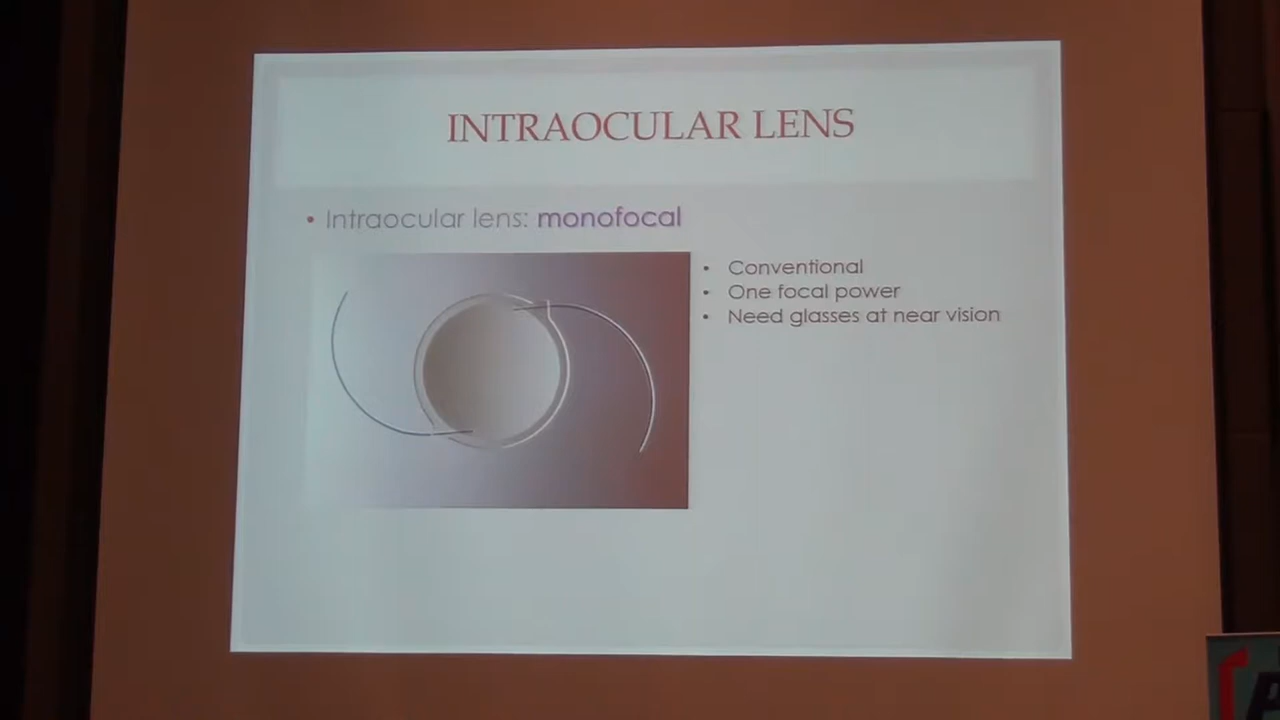 INTRAOCULAR LENS
• Intraocular lens: monofocal
• Conventional
• One focal power
• Need glasses at near vision